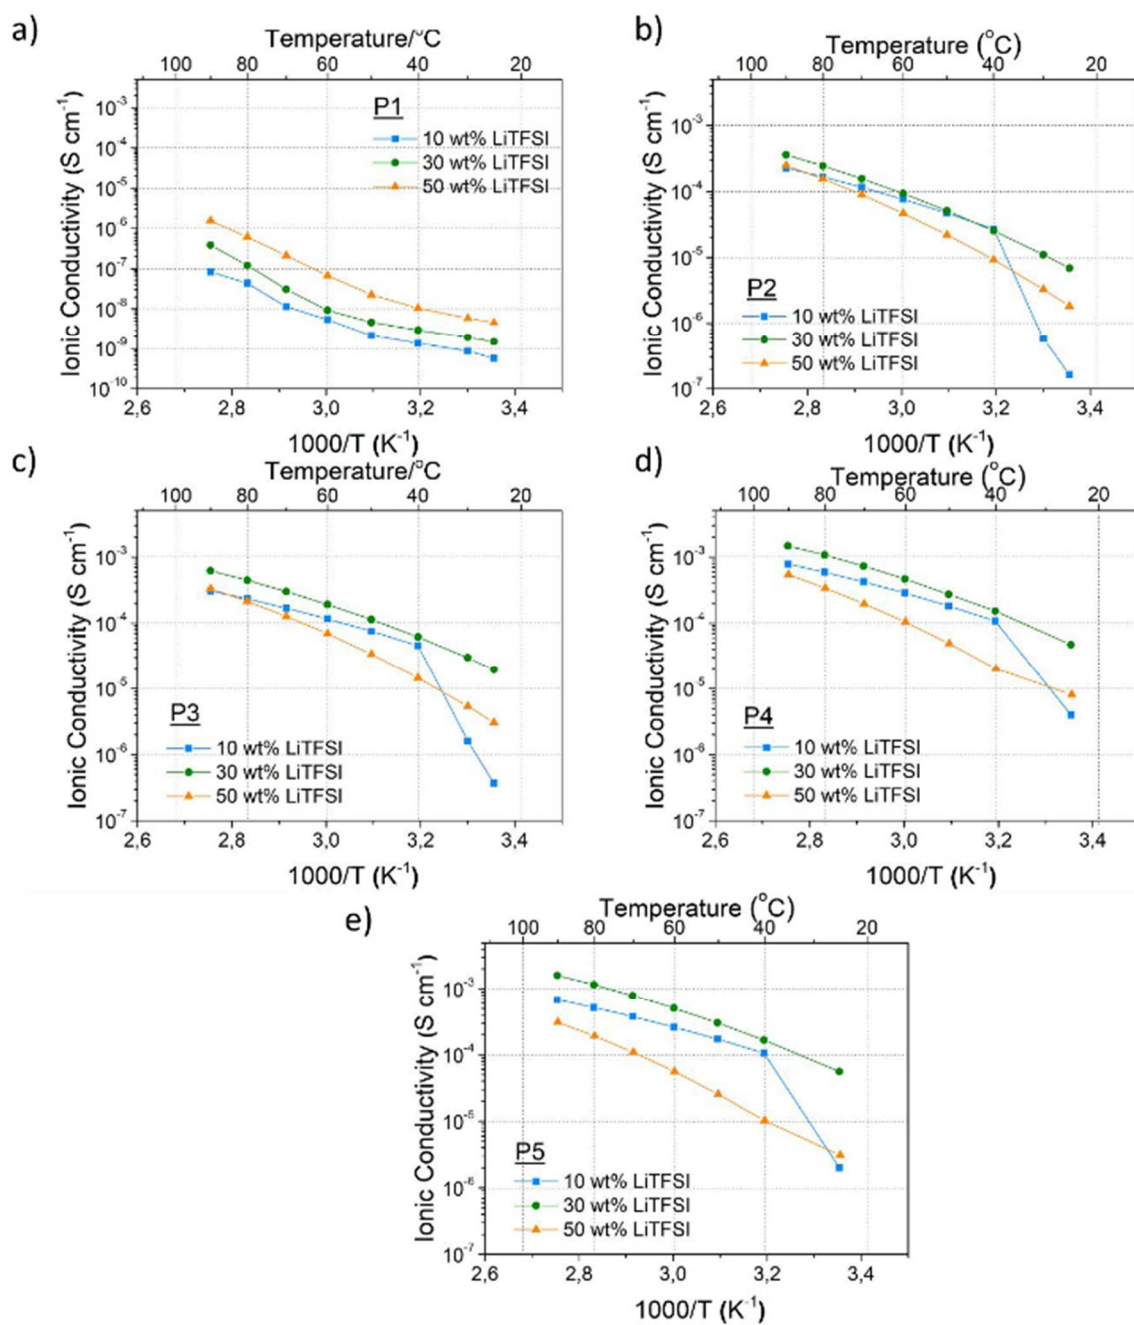 a)
Temperature/°C
100 80 60 40 20
Ionic Conductivity (S cm⁻¹)
10⁻³
10⁻⁴
10⁻⁵
10⁻⁶
10⁻⁷
10⁻⁸
10⁻⁹
10⁻¹⁰
P1
10 wt% LiTFSI
30 wt% LiTFSI
50 wt% LiTFSI
2,6 2,8 3,0 3,2 3,4
1000/T (K⁻¹)
b)
Temperature (°C)
100 80 60 40 20
Ionic Conductivity (S cm⁻¹)
10⁻³
10⁻⁴
10⁻⁵
10⁻⁶
10⁻⁷
P2
10 wt% LiTFSI
30 wt% LiTFSI
50 wt% LiTFSI
2,6 2,8 3,0 3,2 3,4
1000/T (K⁻¹)
c)
Temperature/°C
100 80 60 40 20
Ionic Conductivity (S cm⁻¹)
10⁻³
10⁻⁴
10⁻⁵
10⁻⁶
10⁻⁷
P3
10 wt% LiTFSI
30 wt% LiTFSI
50 wt% LiTFSI
2,6 2,8 3,0 3,2 3,4
1000/T (K⁻¹)
d)
Temperature (°C)
100 80 60 40 20
Ionic Conductivity (S cm⁻¹)
10⁻³
10⁻⁴
10⁻⁵
10⁻⁶
10⁻⁷
P4
10 wt% LiTFSI
30 wt% LiTFSI
50 wt% LiTFSI
2,6 2,8 3,0 3,2 3,4
1000/T (K⁻¹)
e)
Temperature (°C)
100 80 60 40 20
Ionic Conductivity (S cm⁻¹)
10⁻³
10⁻⁴
10⁻⁵
10⁻⁶
10⁻⁷
P5
10 wt% LiTFSI
30 wt% LiTFSI
50 wt% LiTFSI
2,6 2,8 3,0 3,2 3,4
1000/T (K⁻¹)